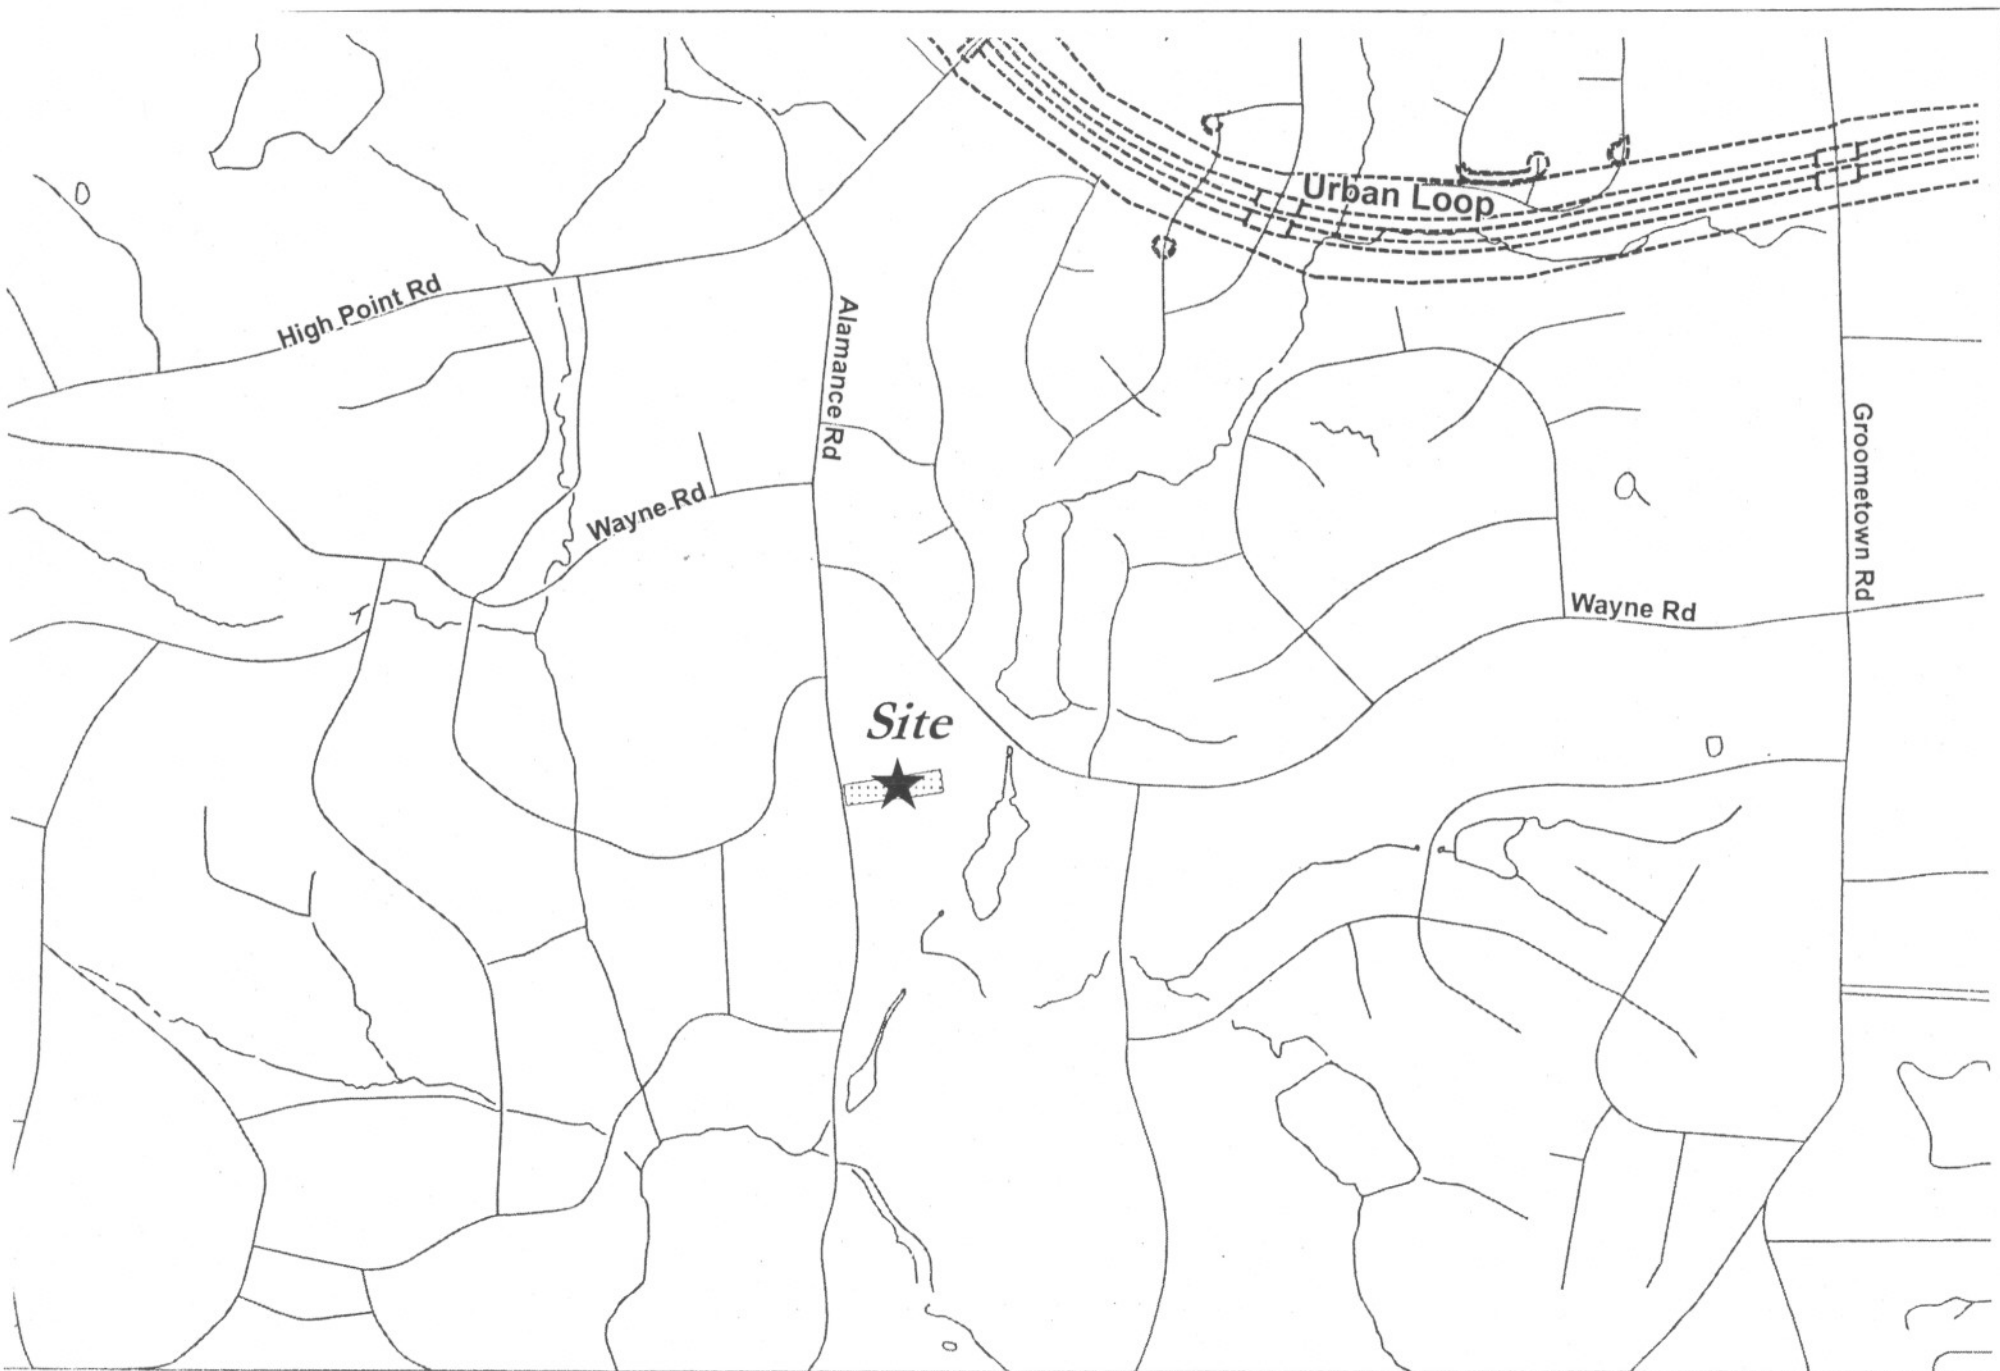 Urban Loop
High Point Rd
Alamance Rd
Groometown Rd
Wayne Rd
Wayne Rd
Site